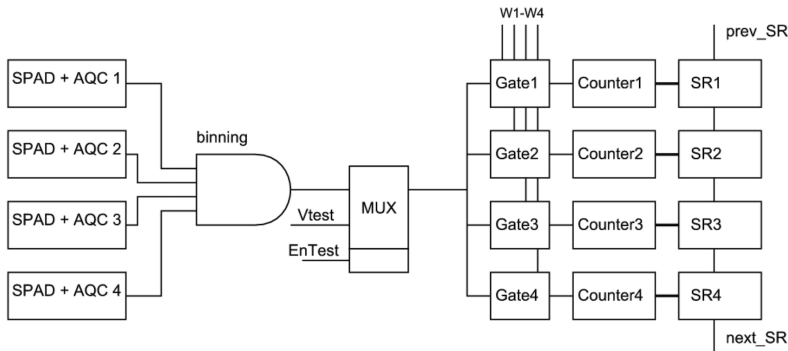 W1-W4
prev_SR
SPAD + AQC 1
Gate1
Counter1
SR1
binning
SPAD + AQC 2
Gate2
Counter2
SR2
MUX
Vtest
SPAD + AQC 3
Gate3
Counter3
SR3
EnTest
SPAD + AQC 4
Gate4
Counter4
SR4
next_SR